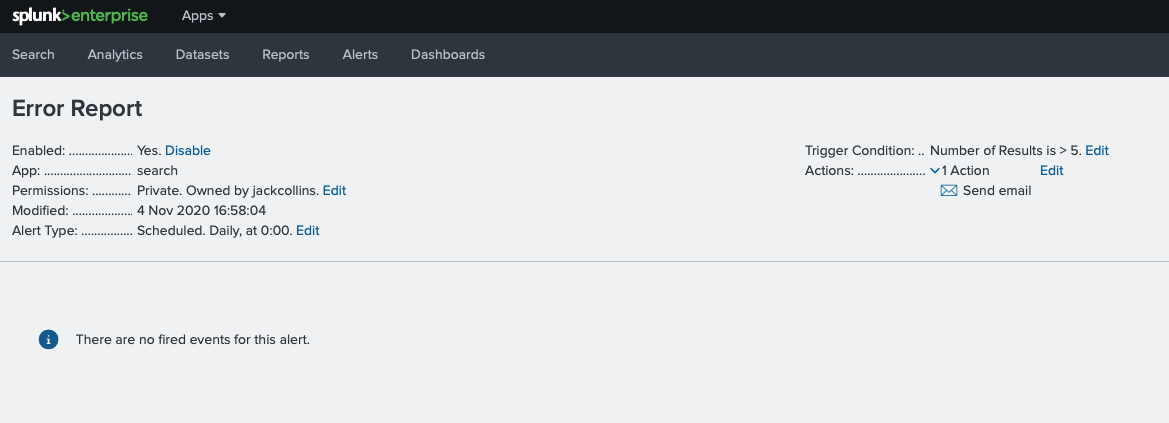 splunk>enterprise Apps
Search Analytics Datasets Reports Alerts Dashboards
Error Report
Enabled: ................... Yes. Disable
App: .......................... search
Permissions: ............ Private. Owned by jackcollins. Edit
Modified: .................. 4 Nov 2020 16:58:04
Alert Type: ............... Scheduled. Daily, at 0:00. Edit
Trigger Condition: .. Number of Results is > 5. Edit
Actions: ..................... 1 Action Edit
Send email
i There are no fired events for this alert.